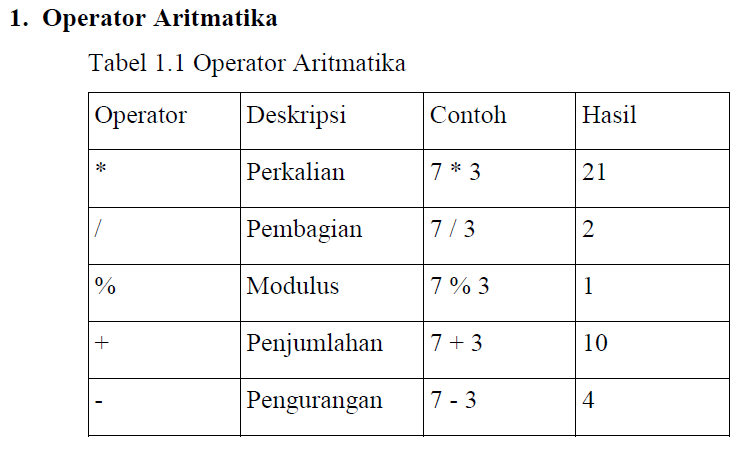 1. Operator Aritmatika
Tabel 1.1 Operator Aritmatika
Operator Deskripsi Contoh Hasil
* Perkalian 7 * 3 21
/ Pembagian 7 / 3 2
% Modulus 7 % 3 1
+ Penjumlahan 7 + 3 10
- Pengurangan 7 - 3 4